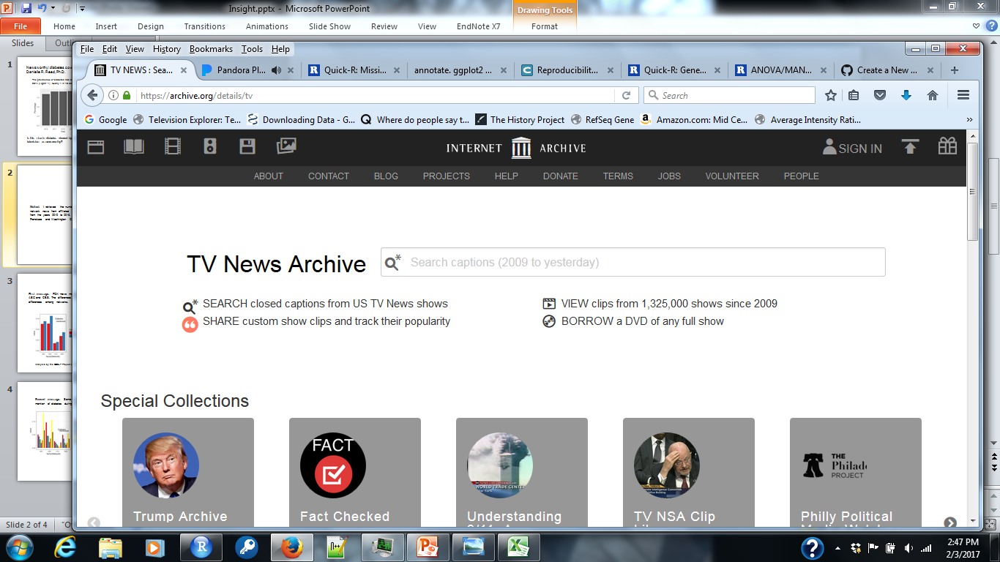 Insight.pptx - Microsoft PowerPoint
Drawing Tools
File Home Insert Design Transitions Animations Slide Show Review View EndNote X7 Format
Slides
1
2
3
4
Slide 2 of 4
File Edit View History Bookmarks Tools Help
TV NEWS : Sea...
Pandora Pl...
Quick-R: Missi...
annotate. ggplot2 ...
Reproducibilit...
Quick-R: Gene...
ANOVA/MAN...
Create a New ...
https://archive.org/details/tv
Search
Google
Television Explorer: Te...
Downloading Data - G...
Where do people say t...
The History Project
RefSeq Gene
Amazon.com: Mid Ce...
Average Intensity Rati...
INTERNET ARCHIVE
SIGN IN
ABOUT CONTACT BLOG PROJECTS HELP DONATE TERMS JOBS VOLUNTEER PEOPLE
TV News Archive
Search captions (2009 to yesterday)
SEARCH closed captions from US TV News shows
VIEW clips from 1,325,000 shows since 2009
SHARE custom show clips and track their popularity
BORROW a DVD of any full show
Special Collections
FACT
WORLD TRADE CENTER
THE
PROJECT
Trump Archive
Fact Checked
Understanding
TV NSA Clip
Philly Political
2:47 PM
2/3/2017